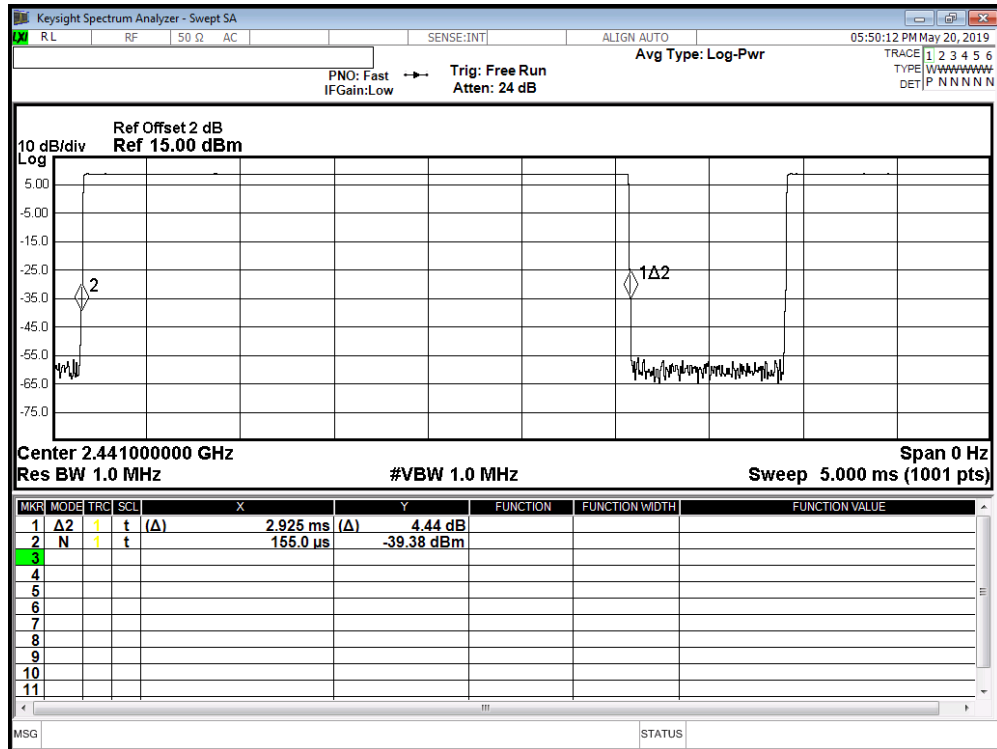 Keysight Spectrum Analyzer - Swept SA
LXI RL RF 50 Ω AC SENSE:INT ALIGN AUTO 05:50:12 PM May 20, 2019
Avg Type: Log-Pwr TRACE 1 2 3 4 5 6
PNO: Fast Trig: Free Run TYPE WWWWWW
IFGain:Low Atten: 24 dB DET P N N N N N
Ref Offset 2 dB
10 dB/div Ref 15.00 dBm
Log
5.00
-5.00
-15.0
-25.0
1Δ2
2
-35.0
-45.0
-55.0
-65.0
-75.0
Center 2.441000000 GHz Span 0 Hz
Res BW 1.0 MHz #VBW 1.0 MHz Sweep 5.000 ms (1001 pts)
MKR MODE TRC SCL X Y FUNCTION FUNCTION WIDTH FUNCTION VALUE
1 Δ2 1 t (Δ) 2.925 ms (Δ) 4.44 dB
2 N 1 t 155.0 µs -39.38 dBm
3
4
5
6
7
8
9
10
11
MSG STATUS